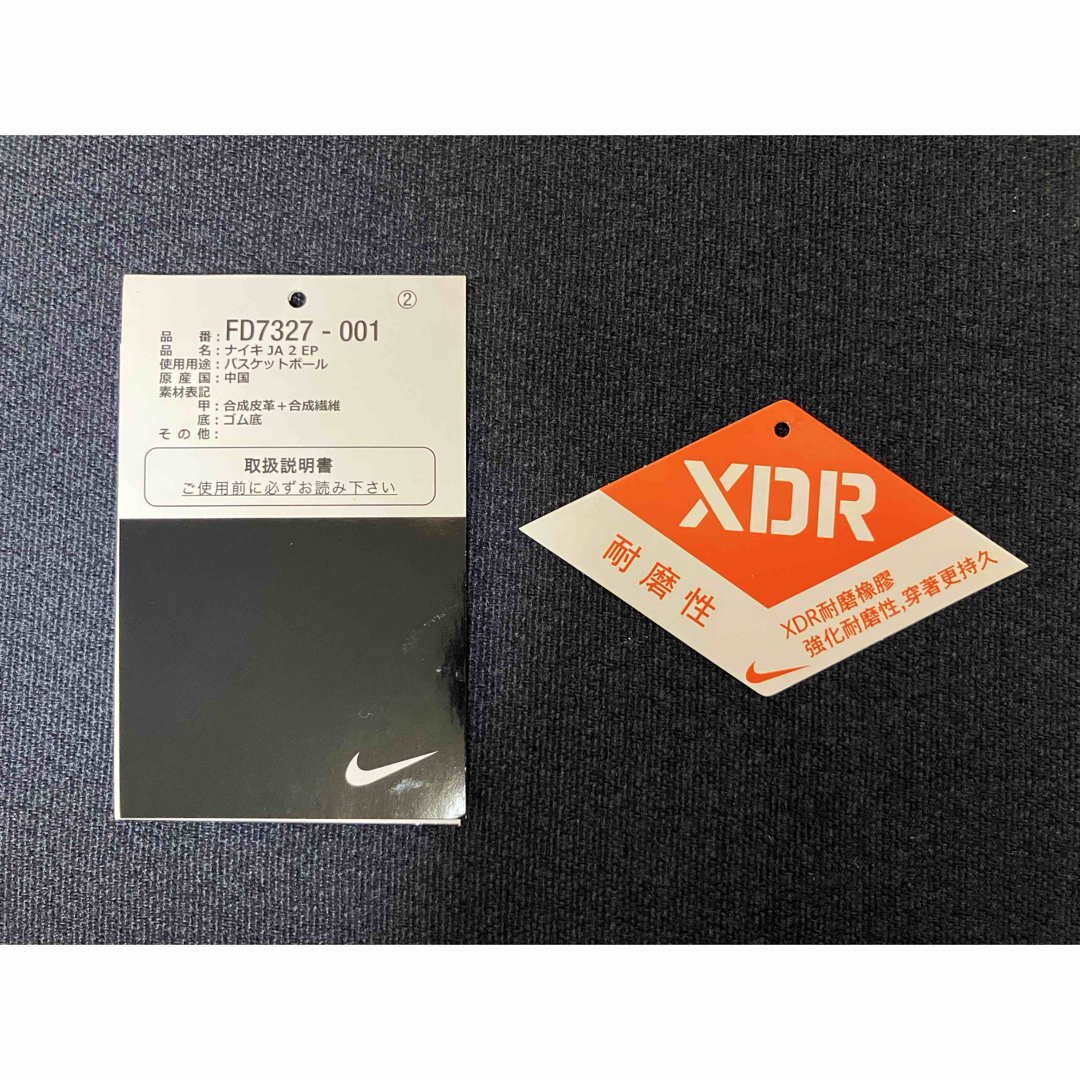 ②
品番：FD7327 - 001
品名：ナイキ JA 2 EP
使用用途：バスケットボール
原産国：中国
素材表記
甲：合成皮革＋合成繊維
底：ゴム底
その他：
取扱説明書
ご使用前に必ずお読み下さい
XDR
耐磨性
XDR耐磨橡膠
強化耐磨性,穿著更持久